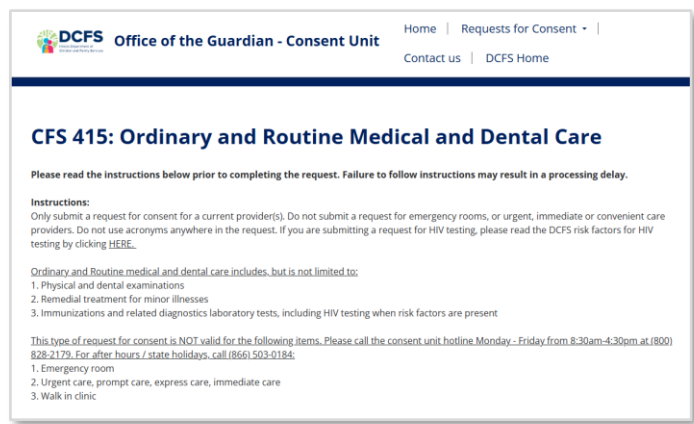 DCFS
Office of the Guardian - Consent Unit
Home | Requests for Consent |
Contact us | DCFS Home
CFS 415: Ordinary and Routine Medical and Dental Care
Please read the instructions below prior to completing the request. Failure to follow instructions may result in a processing delay.
Instructions:
Only submit a request for consent for a current provider(s). Do not submit a request for emergency rooms, or urgent, immediate or convenient care
providers. Do not use acronyms anywhere in the request. If you are submitting a request for HIV testing, please read the DCFS risk factors for HIV
testing by clicking HERE.
Ordinary and Routine medical and dental care includes, but is not limited to:
1. Physical and dental examinations
2. Remedial treatment for minor illnesses
3. Immunizations and related diagnostics laboratory tests, including HIV testing when risk factors are present
This type of request for consent is NOT valid for the following items. Please call the consent unit hotline Monday - Friday from 8:30am-4:30pm at (800)
828-2179. For after hours / state holidays, call (866) 503-0184:
1. Emergency room
2. Urgent care, prompt care, express care, immediate care
3. Walk in clinic